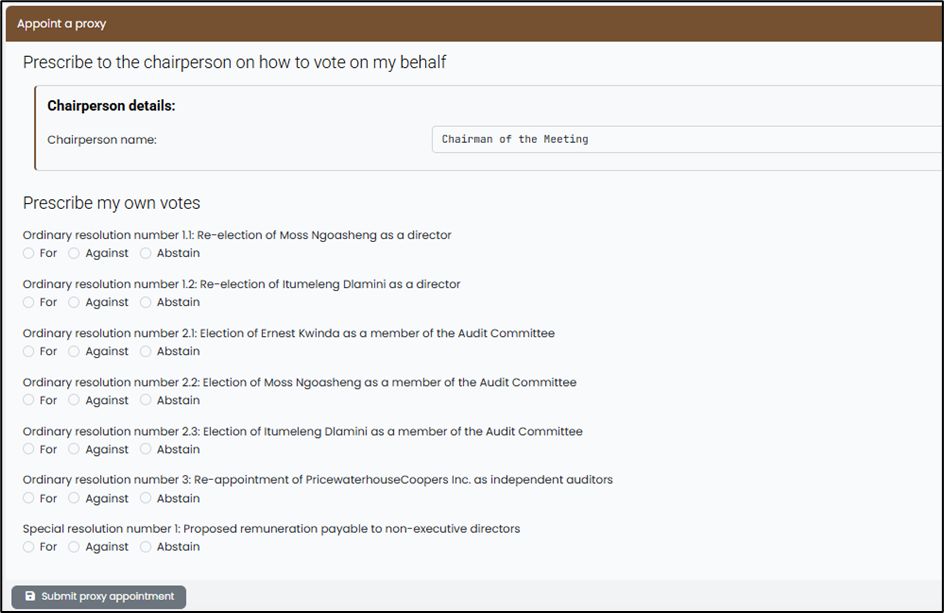 Appoint a proxy
Prescribe to the chairperson on how to vote on my behalf
Chairperson details:
Chairperson name:
Chairman of the Meeting
Prescribe my own votes
Ordinary resolution number 1.1: Re-election of Moss Ngoasheng as a director
For Against Abstain
Ordinary resolution number 1.2: Re-election of Itumeleng Dlamini as a director
For Against Abstain
Ordinary resolution number 2.1: Election of Ernest Kwinda as a member of the Audit Committee
For Against Abstain
Ordinary resolution number 2.2: Election of Moss Ngoasheng as a member of the Audit Committee
For Against Abstain
Ordinary resolution number 2.3: Election of Itumeleng Dlamini as a member of the Audit Committee
For Against Abstain
Ordinary resolution number 3: Re-appointment of PricewaterhouseCoopers Inc. as independent auditors
For Against Abstain
Special resolution number 1: Proposed remuneration payable to non-executive directors
For Against Abstain
Submit proxy appointment